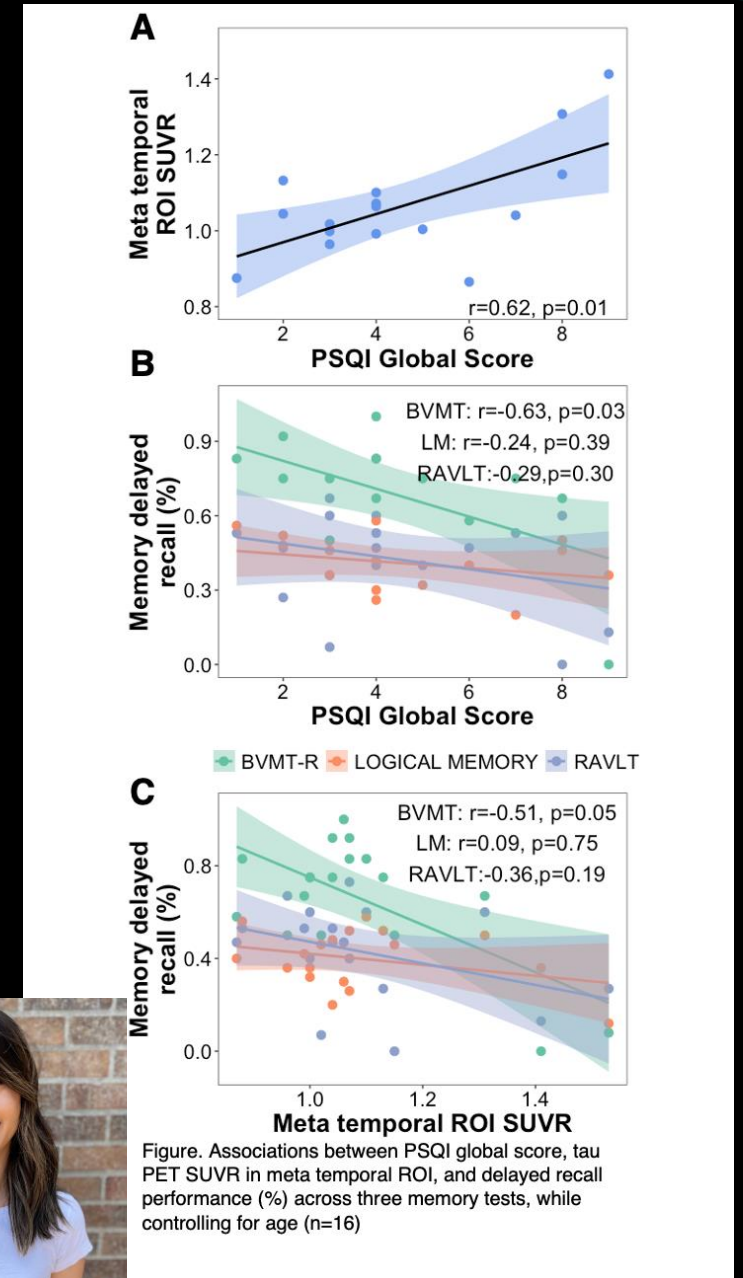 A
Meta temporal
ROI SUVR
1.4
1.2
1.0
0.8
r=0.62, p=0.01
2 4 6 8
PSQI Global Score
B
Memory delayed
recall (%)
0.9
0.6
0.3
0.0
BVMT: r=-0.63, p=0.03
LM: r=-0.24, p=0.39
RAVLT:-0.29,p=0.30
2 4 6 8
PSQI Global Score
BVMT-R LOGICAL MEMORY RAVLT
C
Memory delayed
recall (%)
0.8
0.4
0.0
BVMT: r=-0.51, p=0.05
LM: r=0.09, p=0.75
RAVLT:-0.36,p=0.19
1.0 1.2 1.4
Meta temporal ROI SUVR
Figure. Associations between PSQI global score, tau
PET SUVR in meta temporal ROI, and delayed recall
performance (%) across three memory tests, while
controlling for age (n=16)